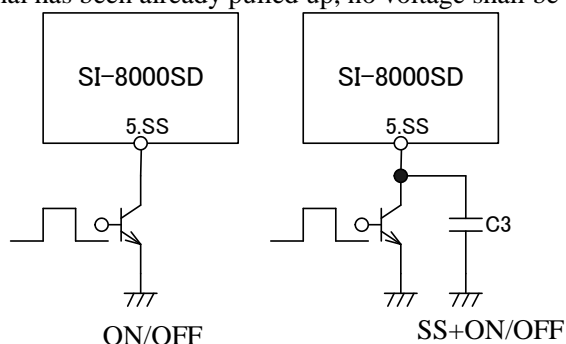 nal has been already pulled up, no voltage shall be
SI-8000SD SI-8000SD
5.SS 5.SS
C3
ON/OFF SS+ON/OFF